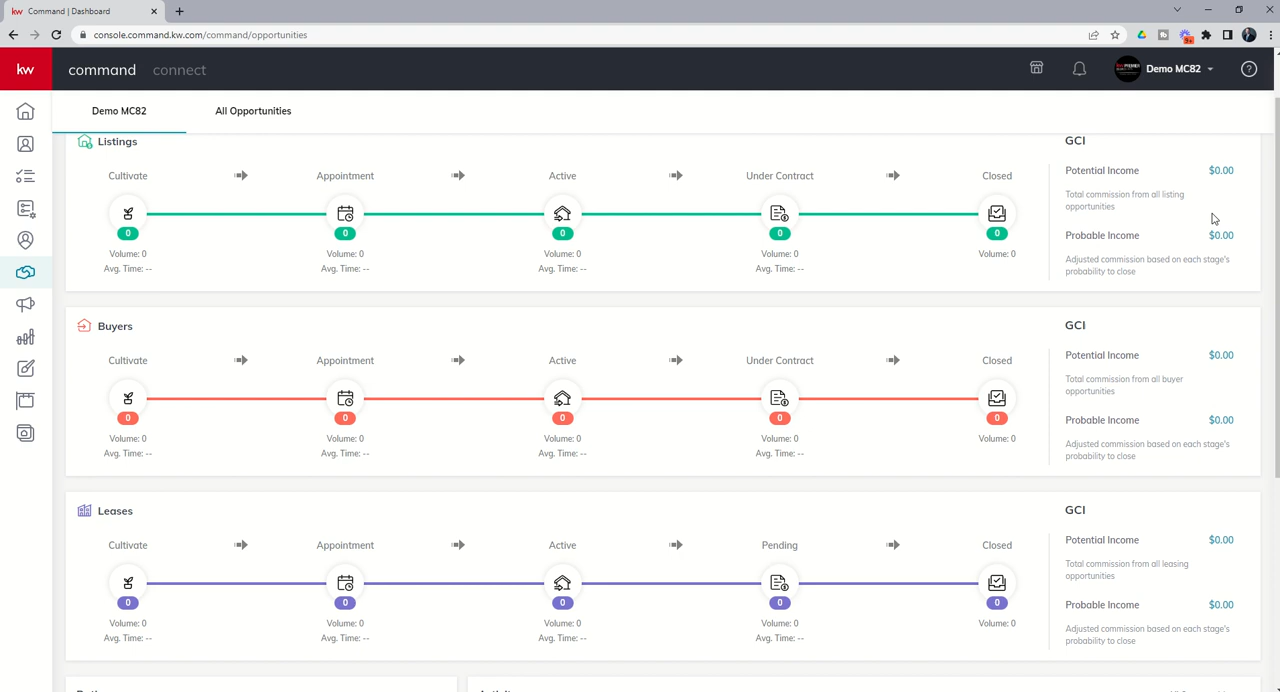 kw Command | Dashboard
console.command.kw.com/command/opportunities
9+
kw command connect
Demo MC82
Demo MC82 All Opportunities
Listings
Cultivate Appointment Active Under Contract Closed
0 0 0 0 0
Volume: 0 Volume: 0 Volume: 0 Volume: 0 Volume: 0
Avg. Time: -- Avg. Time: -- Avg. Time: -- Avg. Time: --
GCI
Potential Income $0.00
Total commission from all listing
opportunities
Probable Income $0.00
Adjusted commission based on each stage's
probability to close
Buyers
Cultivate Appointment Active Under Contract Closed
0 0 0 0 0
Volume: 0 Volume: 0 Volume: 0 Volume: 0 Volume: 0
Avg. Time: -- Avg. Time: -- Avg. Time: -- Avg. Time: --
GCI
Potential Income $0.00
Total commission from all buyer
opportunities
Probable Income $0.00
Adjusted commission based on each stage's
probability to close
Leases
Cultivate Appointment Active Pending Closed
0 0 0 0 0
Volume: 0 Volume: 0 Volume: 0 Volume: 0 Volume: 0
Avg. Time: -- Avg. Time: -- Avg. Time: -- Avg. Time: --
GCI
Potential Income $0.00
Total commission from all leasing
opportunities
Probable Income $0.00
Adjusted commission based on each stage's
probability to close